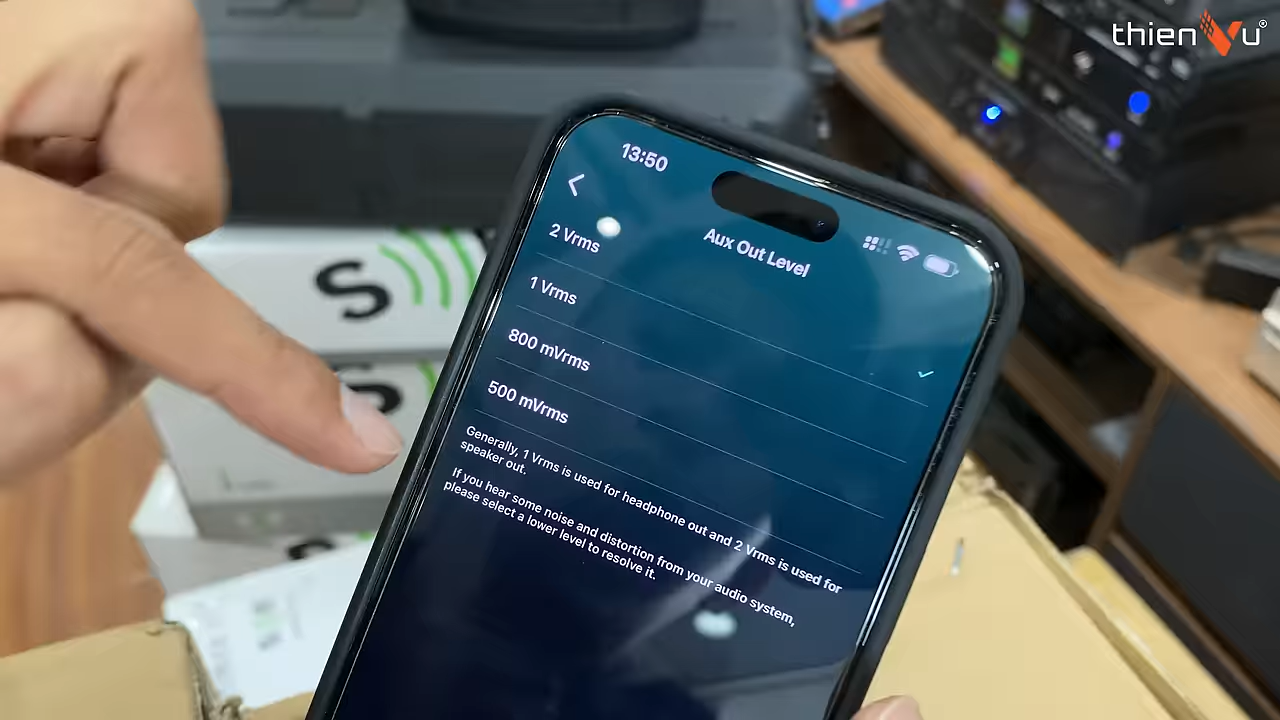 thienVu®
13:50
Aux Out Level
2 Vrms
1 Vrms
800 mVrms
500 mVrms
Generally, 1 Vrms is used for headphone out and 2 Vrms is used for
speaker out.
If you hear some noise and distortion from your audio system,
please select a lower level to resolve it.
S
S